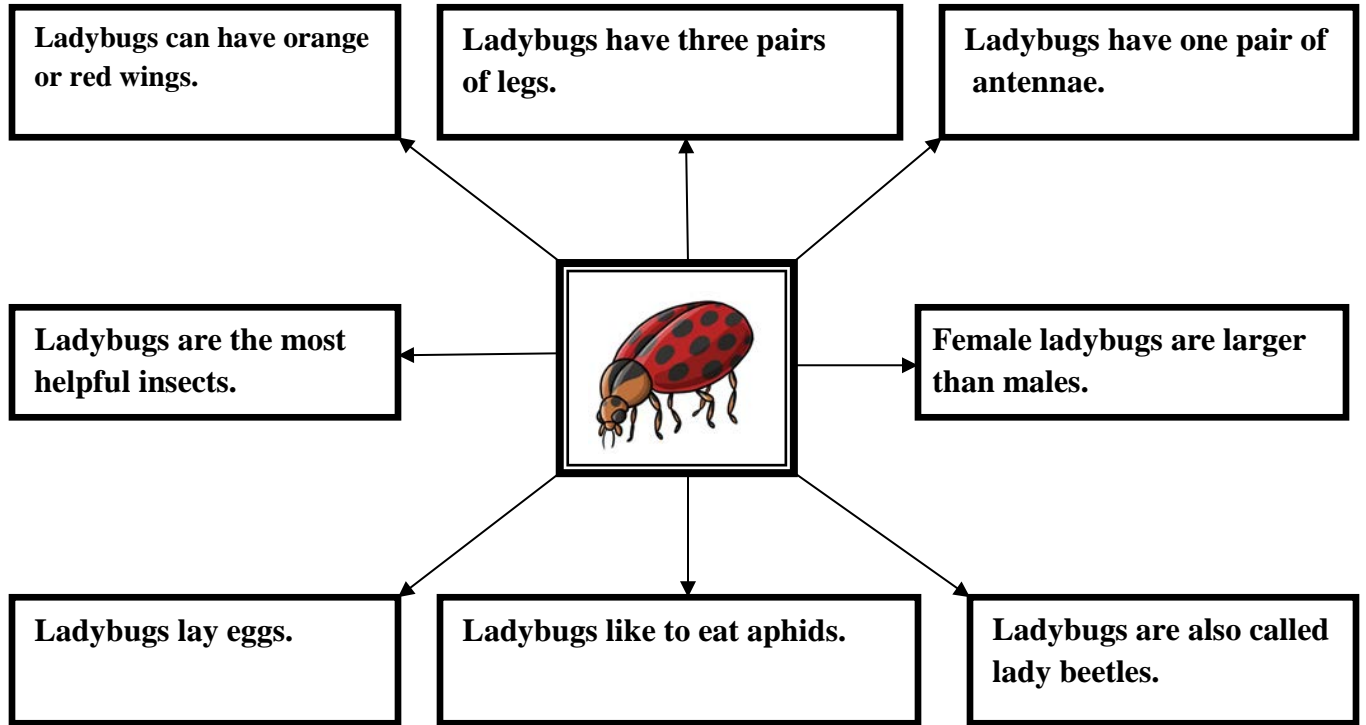 Ladybugs can have orange
or red wings.
Ladybugs have three pairs
of legs.
Ladybugs have one pair of
antennae.
Ladybugs are the most
helpful insects.
Female ladybugs are larger
than males.
Ladybugs lay eggs.
Ladybugs like to eat aphids.
Ladybugs are also called
lady beetles.